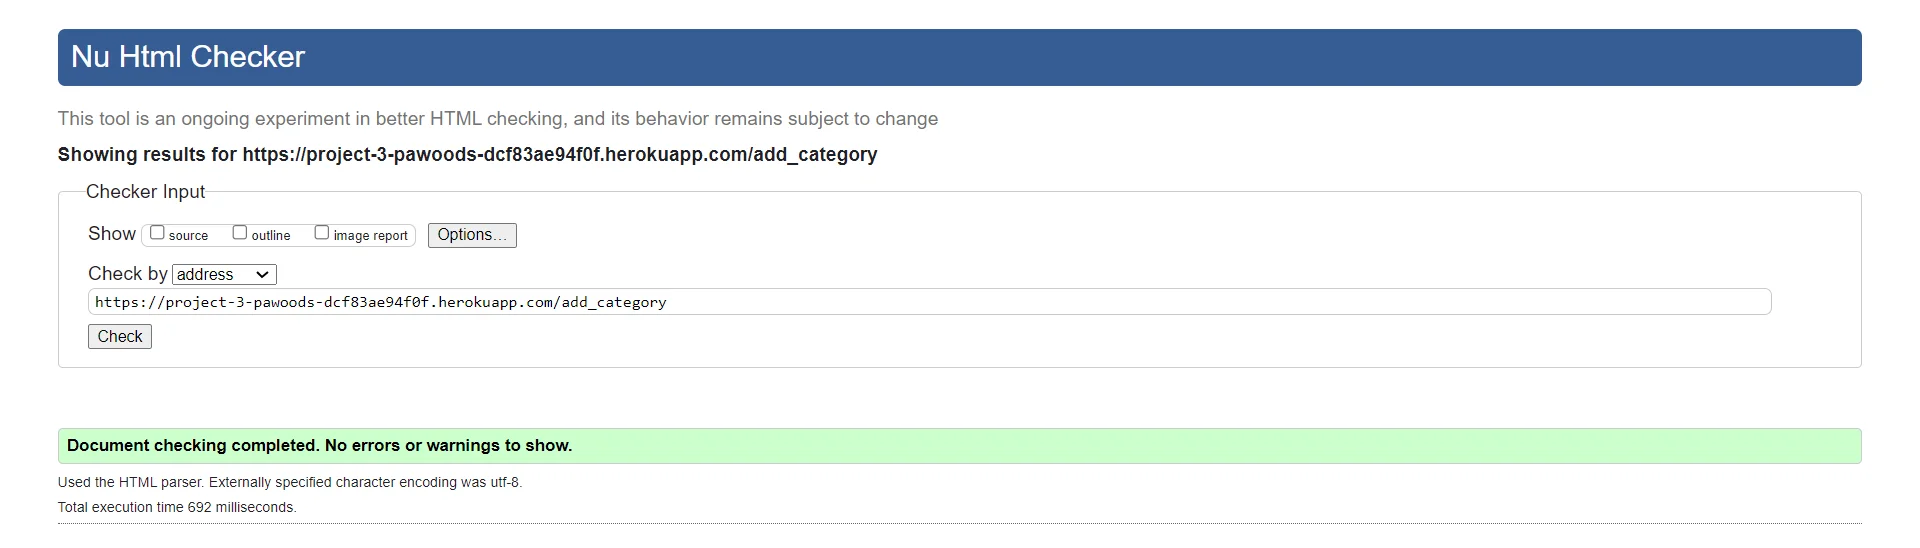 Nu Html Checker
This tool is an ongoing experiment in better HTML checking, and its behavior remains subject to change
Showing results for https://project-3-pawoods-dcf83ae94f0f.herokuapp.com/add_category
Checker Input
Show source outline image report Options...
Check by address
https://project-3-pawoods-dcf83ae94f0f.herokuapp.com/add_category
Check
Document checking completed. No errors or warnings to show.
Used the HTML parser. Externally specified character encoding was utf-8.
Total execution time 692 milliseconds.